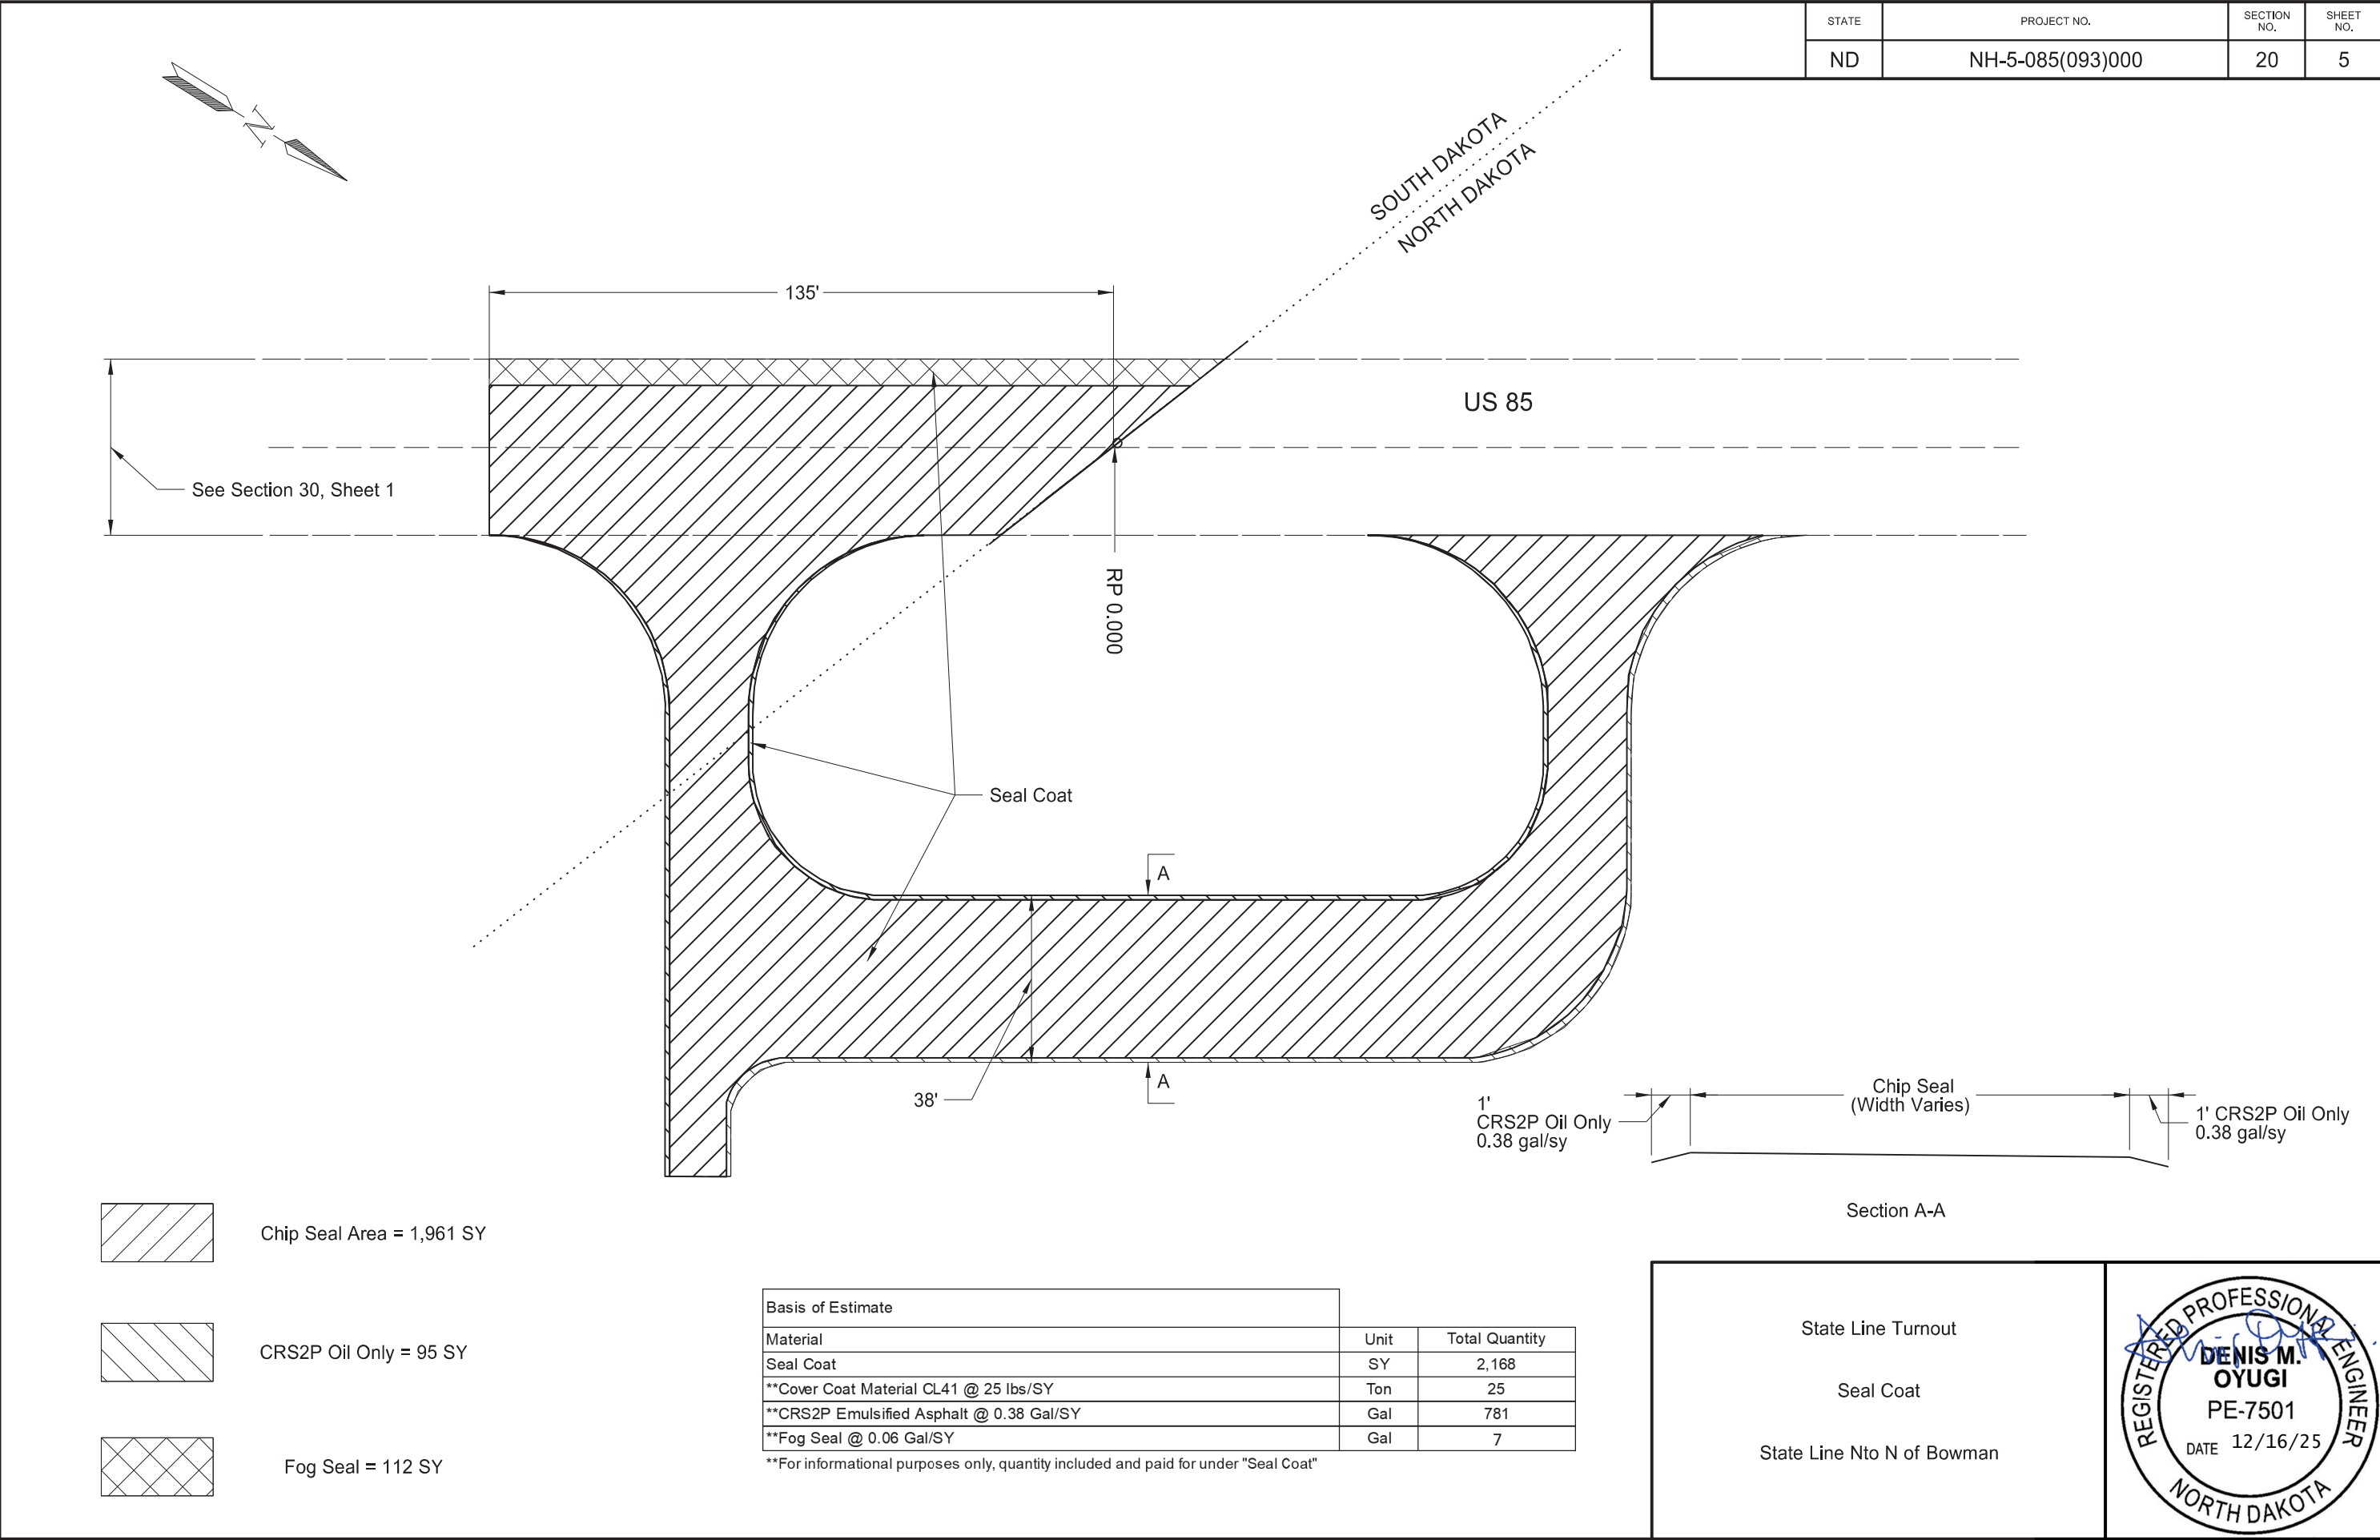 STATE
PROJECT NO.
SECTION
NO.
SHEET
NO.
ND
NH-5-085(093)000
20
5
N
SOUTH DAKOTA
NORTH DAKOTA
135'
US 85
See Section 30, Sheet 1
RP 0.000
Seal Coat
A
A
38'
1'
CRS2P Oil Only
0.38 gal/sy
Chip Seal
(Width Varies)
1' CRS2P Oil Only
0.38 gal/sy
Section A-A
Chip Seal Area = 1,961 SY
CRS2P Oil Only = 95 SY
Fog Seal = 112 SY
Basis of Estimate
Material Unit Total Quantity
Seal Coat SY 2,168
**Cover Coat Material CL41 @ 25 lbs/SY Ton 25
**CRS2P Emulsified Asphalt @ 0.38 Gal/SY Gal 781
**Fog Seal @ 0.06 Gal/SY Gal 7
**For informational purposes only, quantity included and paid for under "Seal Coat"
State Line Turnout
Seal Coat
State Line Nto N of Bowman
REGISTERED PROFESSIONAL ENGINEER
DENIS M.
OYUGI
PE-7501
DATE 12/16/25
NORTH DAKOTA